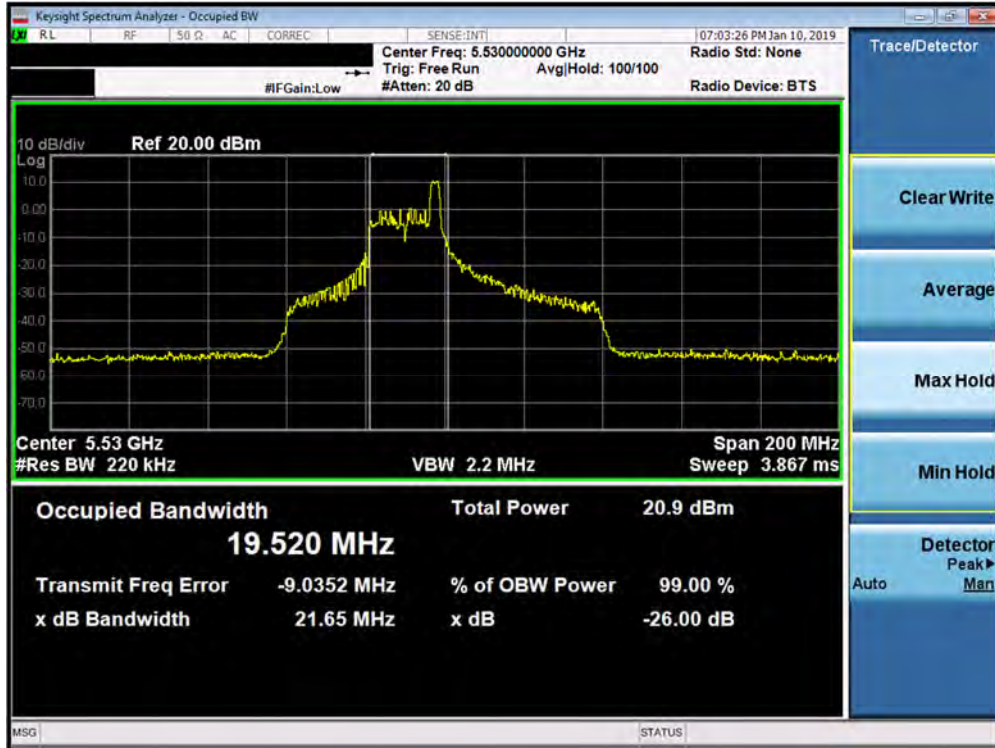 Keysight Spectrum Analyzer - Occupied BW
LXI RL RF 50 Ω AC CORREC SENSE:INT 07:03:26 PM Jan 10, 2019
Center Freq: 5.530000000 GHz Radio Std: None
Trig: Free Run Avg|Hold: 100/100
#IFGain:Low #Atten: 20 dB Radio Device: BTS
Trace/Detector
10 dB/div Ref 20.00 dBm
Log
10.0
0.00
-10.0
-20.0
-30.0
-40.0
-50.0
-60.0
-70.0
Center 5.53 GHz Span 200 MHz
#Res BW 220 kHz VBW 2.2 MHz Sweep 3.867 ms
Occupied Bandwidth Total Power 20.9 dBm
19.520 MHz
Transmit Freq Error -9.0352 MHz % of OBW Power 99.00 %
x dB Bandwidth 21.65 MHz x dB -26.00 dB
Clear Write
Average
Max Hold
Min Hold
Detector
Peak▶
Auto Man
MSG STATUS